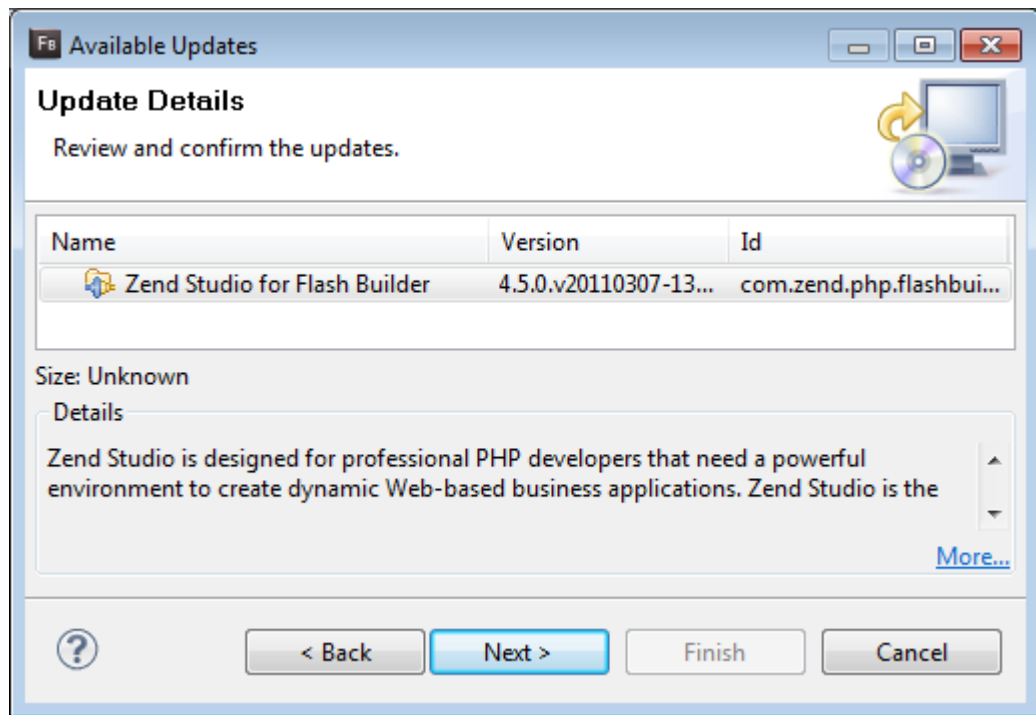 FB Available Updates
Update Details
Review and confirm the updates.
Name Version Id
Zend Studio for Flash Builder 4.5.0.v20110307-13... com.zend.php.flashbui...
Size: Unknown
Details
Zend Studio is designed for professional PHP developers that need a powerful
environment to create dynamic Web-based business applications. Zend Studio is the
More...
? < Back Next > Finish Cancel